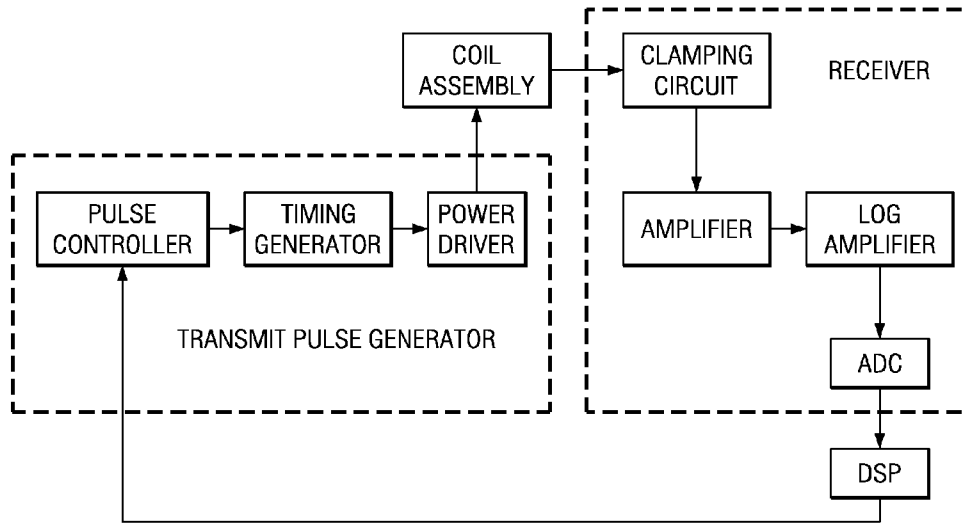 COIL
ASSEMBLY
CLAMPING
CIRCUIT
RECEIVER
PULSE
CONTROLLER
TIMING
GENERATOR
POWER
DRIVER
AMPLIFIER
LOG
AMPLIFIER
TRANSMIT PULSE GENERATOR
ADC
DSP